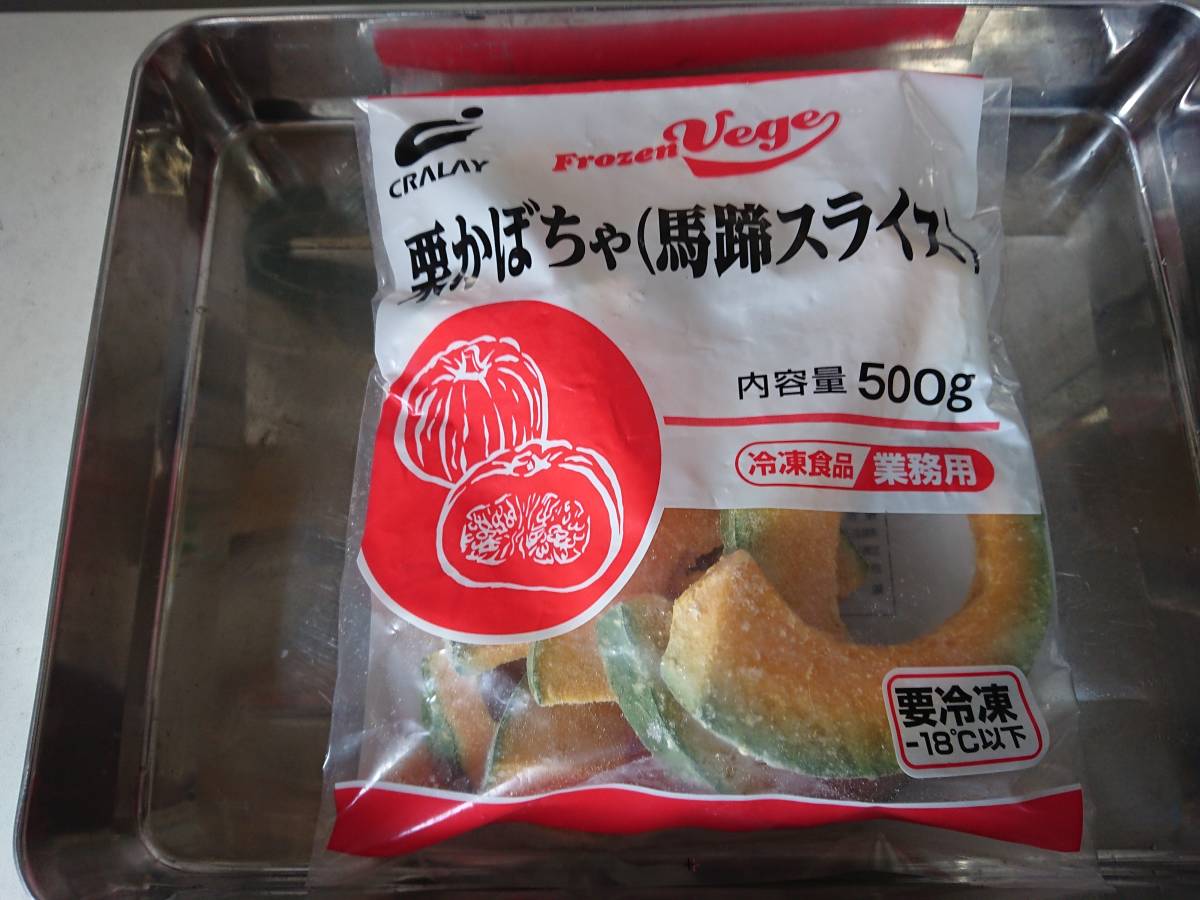 CRALAY
Frozen Vege
栗かぼちゃ(馬蹄スライス)
内容量 500g
冷凍食品/業務用
要冷凍
-18℃以下